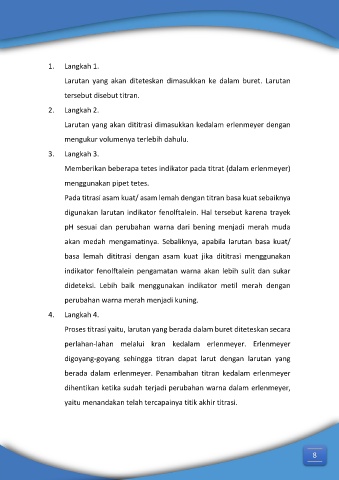 1. Langkah 1.
Larutan yang akan diteteskan dimasukkan ke dalam buret. Larutan
tersebut disebut titran.
2. Langkah 2.
Larutan yang akan dititrasi dimasukkan kedalam erlenmeyer dengan
mengukur volumenya terlebih dahulu.
3. Langkah 3.
Memberikan beberapa tetes indikator pada titrat (dalam erlenmeyer)
menggunakan pipet tetes.
Pada titrasi asam kuat/ asam lemah dengan titran basa kuat sebaiknya
digunakan larutan indikator fenolftalein. Hal tersebut karena trayek
pH sesuai dan perubahan warna dari bening menjadi merah muda
akan medah mengamatinya. Sebaliknya, apabila larutan basa kuat/
basa lemah dititrasi dengan asam kuat jika dititrasi menggunakan
indikator fenolftalein pengamatan warna akan lebih sulit dan sukar
dideteksi. Lebih baik menggunakan indikator metil merah dengan
perubahan warna merah menjadi kuning.
4. Langkah 4.
Proses titrasi yaitu, larutan yang berada dalam buret diteteskan secara
perlahan-lahan melalui kran kedalam erlenmeyer. Erlenmeyer
digoyang-goyang sehingga titran dapat larut dengan larutan yang
berada dalam erlenmeyer. Penambahan titran kedalam erlenmeyer
dihentikan ketika sudah terjadi perubahan warna dalam erlenmeyer,
yaitu menandakan telah tercapainya titik akhir titrasi.
8